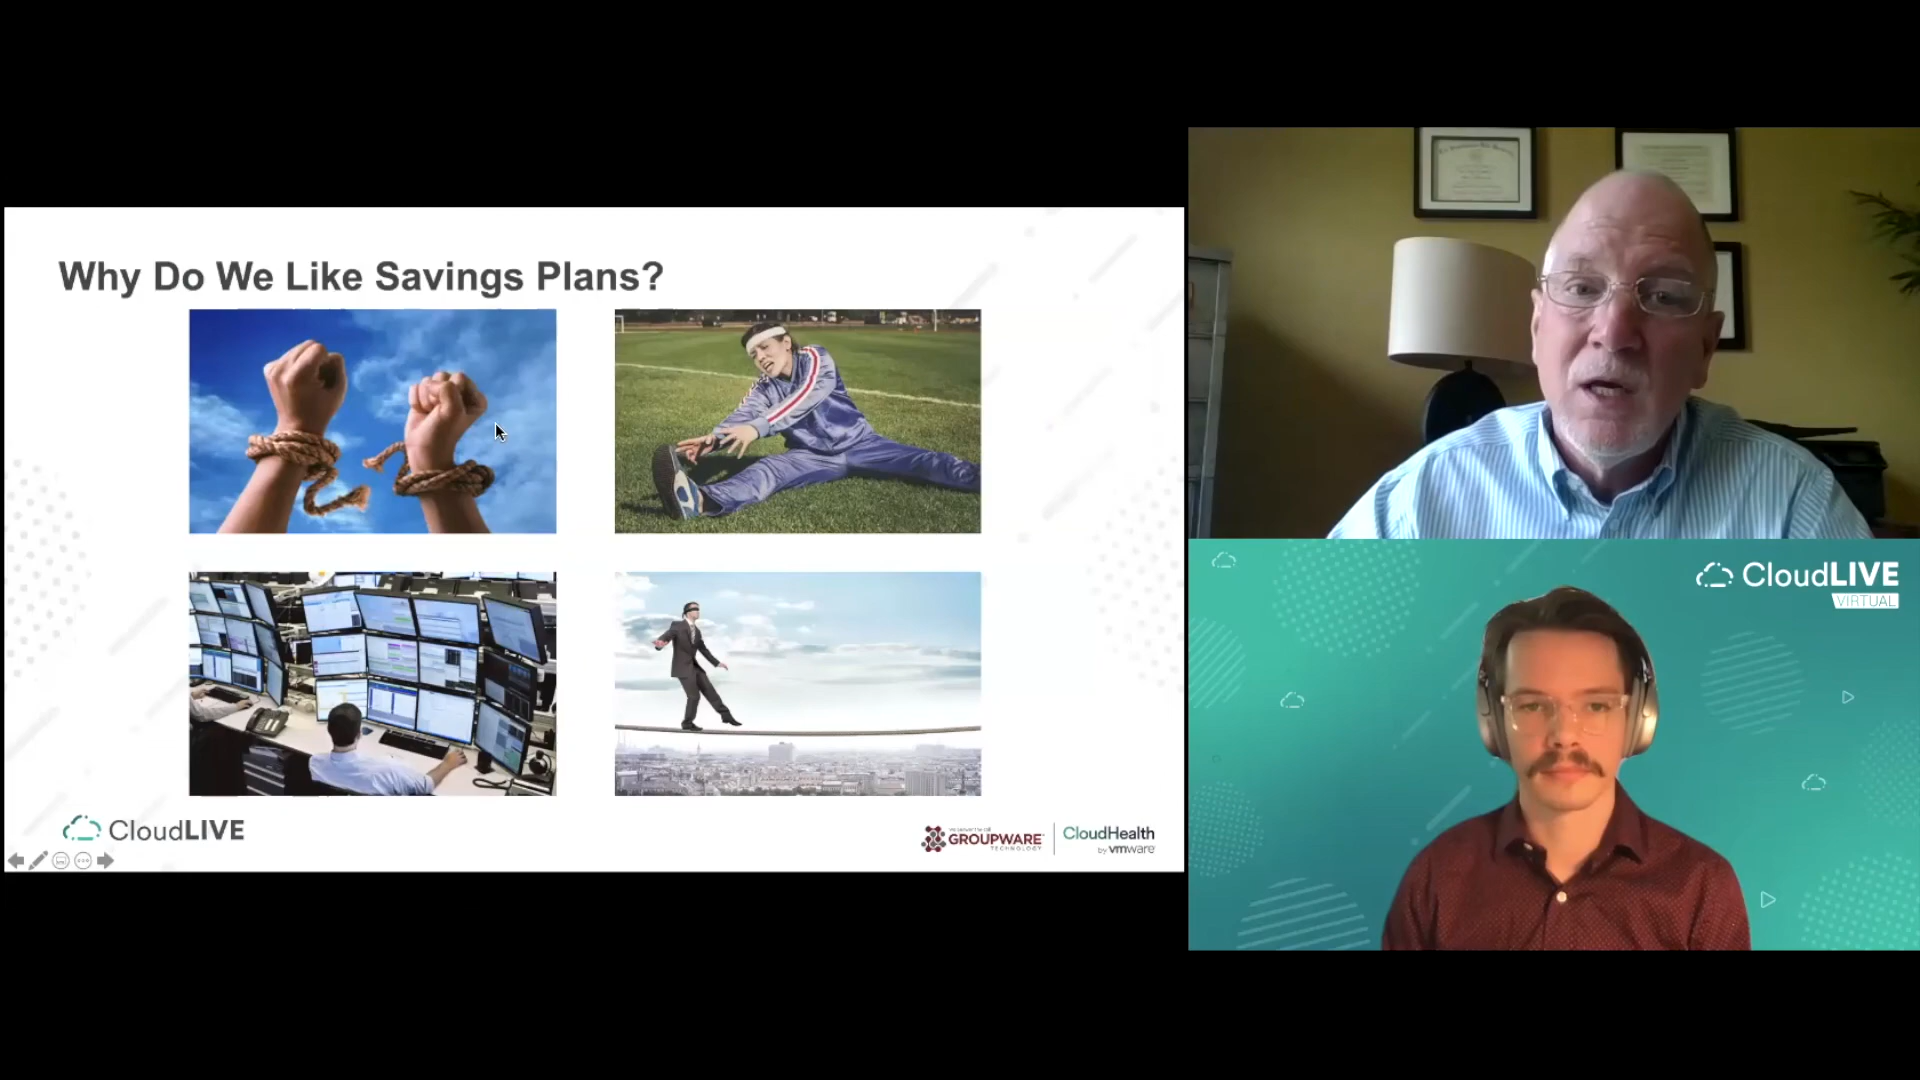 Why Do We Like Savings Plans?
CloudLIVE
GROUPWARE
TECHNOLOGY
CloudHealth
by vmware
CloudLIVE
VIRTUAL